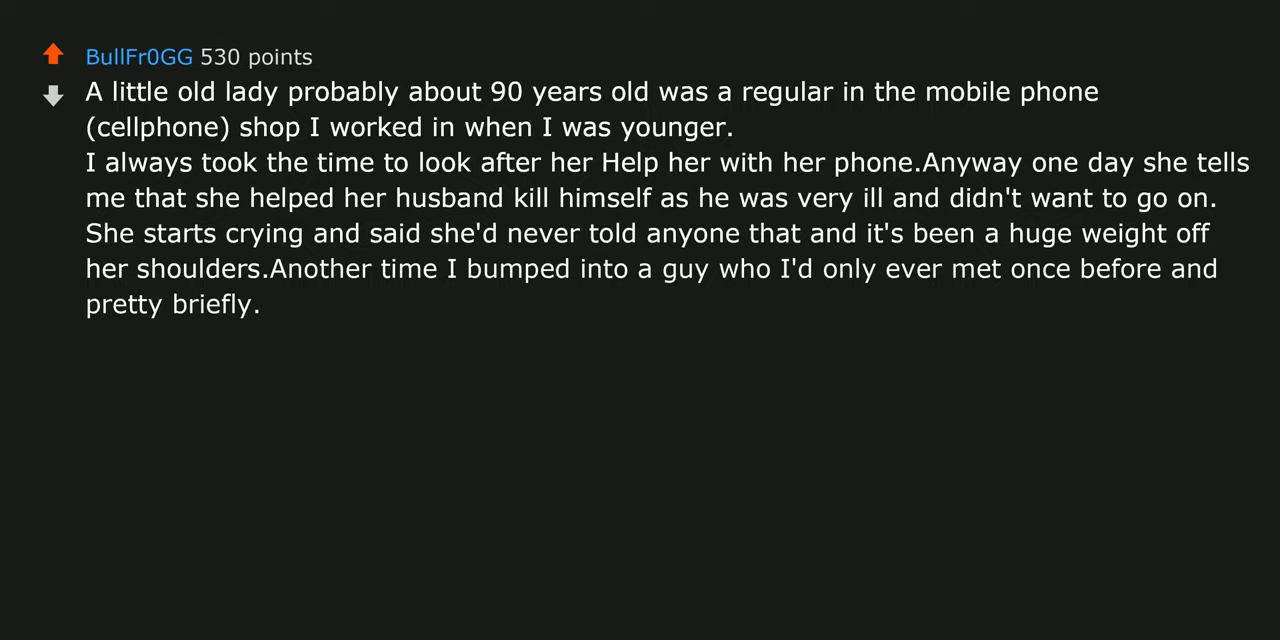 BullFr0GG 530 points
A little old lady probably about 90 years old was a regular in the mobile phone
(cellphone) shop I worked in when I was younger.
I always took the time to look after her Help her with her phone.Anyway one day she tells
me that she helped her husband kill himself as he was very ill and didn't want to go on.
She starts crying and said she'd never told anyone that and it's been a huge weight off
her shoulders.Another time I bumped into a guy who I'd only ever met once before and
pretty briefly.